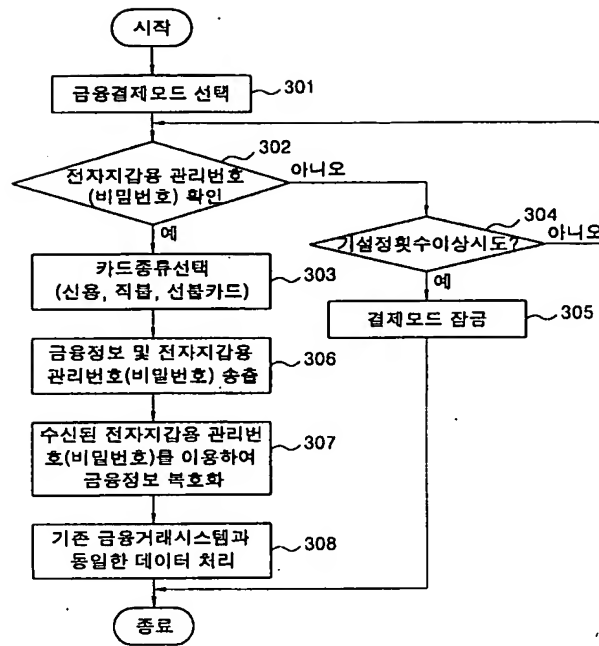 시작
금융결제모드 선택
301
302
전자지갑용 관리번호
(비밀번호) 확인
아니오
예
304
기설정횟수이상시도?
아니오
예
카드종류선택
(신용, 직불, 선불카드)
303
결제모드 잠금
305
금융정보 및 전자지갑용
관리번호(비밀번호) 송출
306
수신된 전자지갑용 관리번
호(비밀번호)를 이용하여
금융정보 복호화
307
기존 금융거래시스템과
동일한 데이터 처리
308
종료